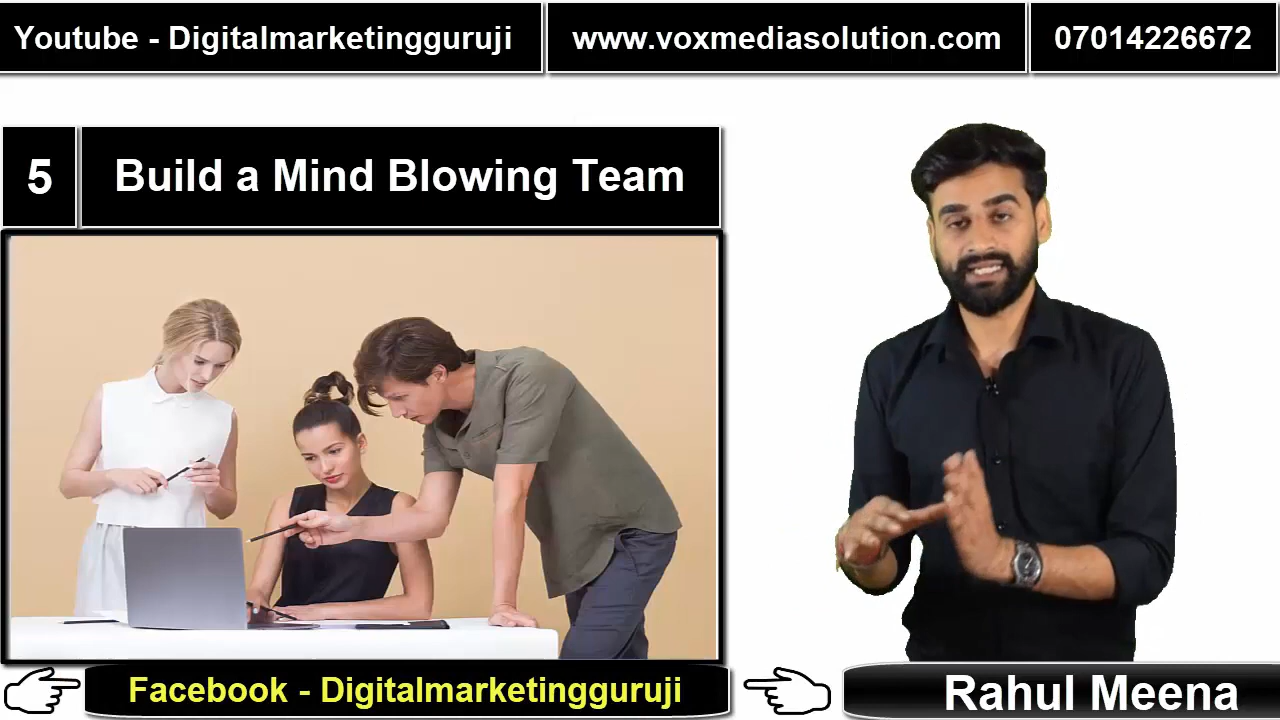 Youtube - Digitalmarketingguruji
www.voxmediasolution.com
07014226672
5
Build a Mind Blowing Team
Facebook - Digitalmarketingguruji
Rahul Meena